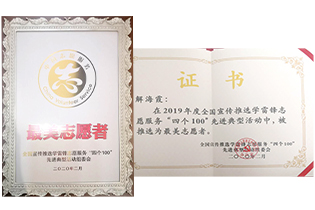 China Volunteer Service
最美志愿者
全国宣传推选学雷锋志愿服务“四个100”
先进典型活动组委会
二〇二〇年二月
证书
解海霞:
在2019年度全国宣传推选学雷锋志
愿服务“四个100”先进典型活动中,被
推选为最美志愿者。
全国宣传推选学雷锋志愿服务“四个100”
先进典型活动组委会
二〇二〇年二月